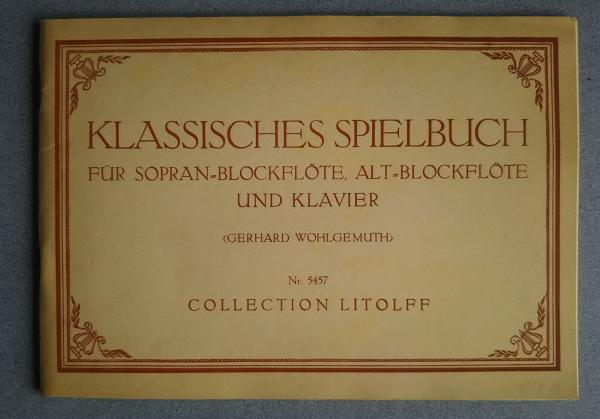 KLASSISCHES SPIELBUCH
FÜR SOPRAN=BLOCKFLÖTE, ALT=BLOCKFLÖTE
UND KLAVIER
<GERHARD WOHLGEMUTH>
Nr. 5457
COLLECTION LITOLFF